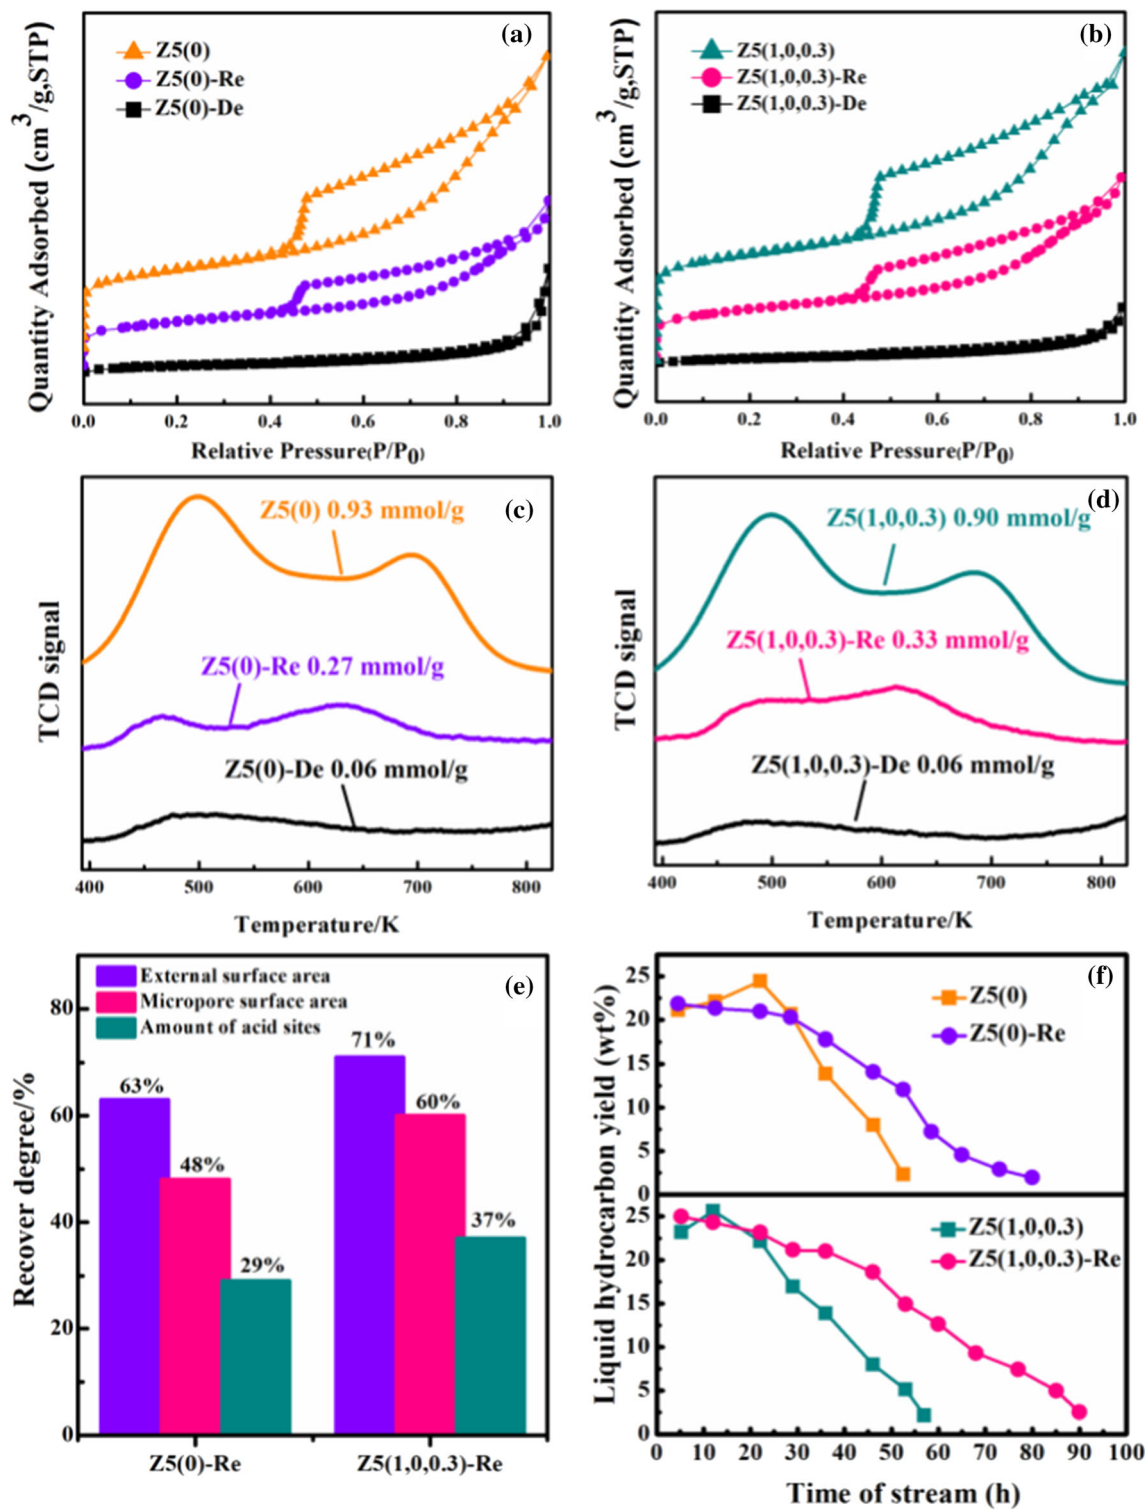 (a)
Z5(0)
Z5(0)-Re
Z5(0)-De
Quantity Adsorbed (cm³/g,STP)
0.0 0.2 0.4 0.6 0.8 1.0
Relative Pressure(P/P₀)
(b)
Z5(1,0,0.3)
Z5(1,0,0.3)-Re
Z5(1,0,0.3)-De
Quantity Adsorbed (cm³/g,STP)
0.0 0.2 0.4 0.6 0.8 1.0
Relative Pressure(P/P₀)
(c)
Z5(0) 0.93 mmol/g
Z5(0)-Re 0.27 mmol/g
Z5(0)-De 0.06 mmol/g
TCD signal
400 500 600 700 800
Temperature/K
(d)
Z5(1,0,0.3) 0.90 mmol/g
Z5(1,0,0.3)-Re 0.33 mmol/g
Z5(1,0,0.3)-De 0.06 mmol/g
TCD signal
400 500 600 700 800
Temperature/K
(e)
External surface area
Micropore surface area
Amount of acid sites
Recover degree/%
80
60
40
20
0
63%
48%
29%
71%
60%
37%
Z5(0)-Re Z5(1,0,0.3)-Re
(f)
Z5(0)
Z5(0)-Re
Liquid hydrocarbon yield (wt%)
25
20
15
10
5
0
Z5(1,0,0.3)
Z5(1,0,0.3)-Re
25
20
15
10
5
0
0 10 20 30 40 50 60 70 80 90 100
Time of stream (h)